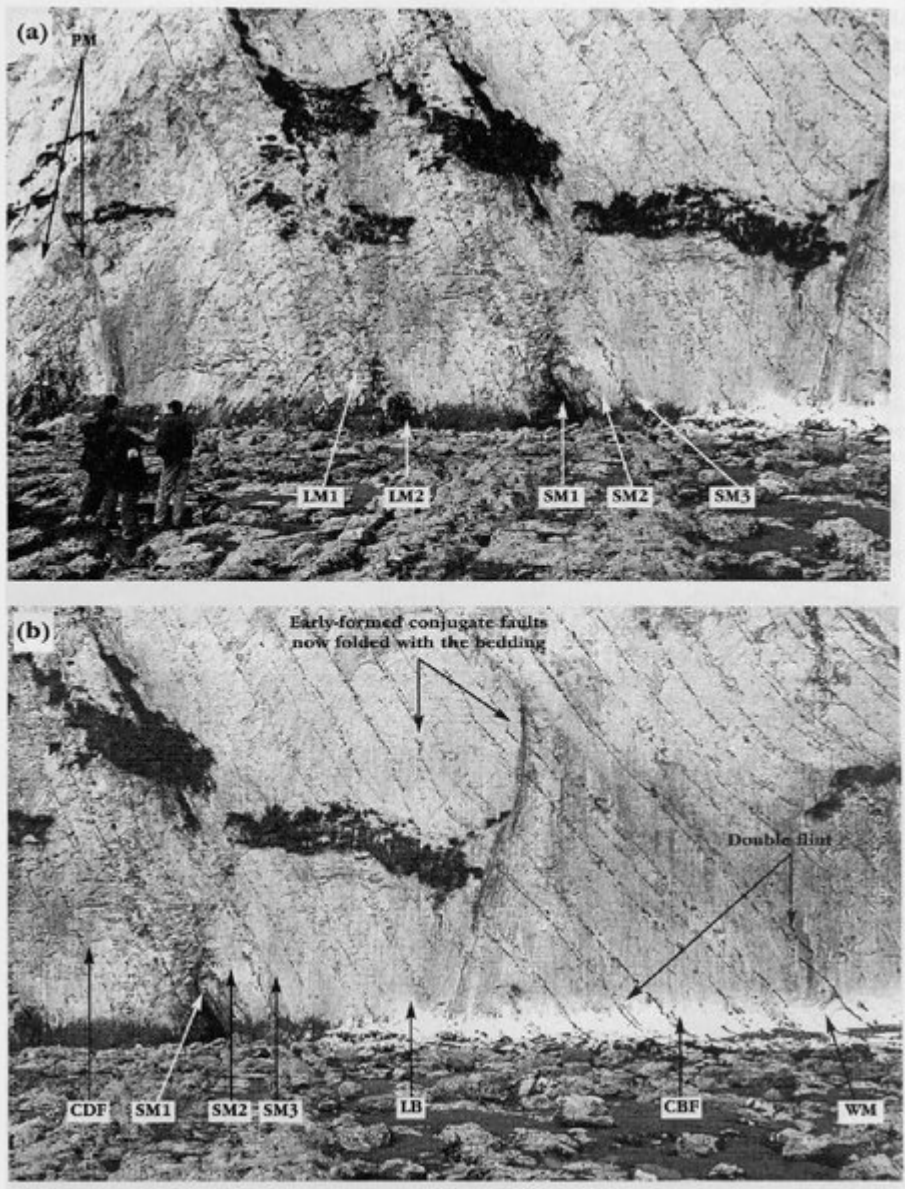 (a)
PM
LM1
LM2
SM1
SM2
SM3
(b)
Early-formed conjugate faults
now folded with the bedding
Double flint
CDF
SM1
SM2
SM3
LB
CBF
WM